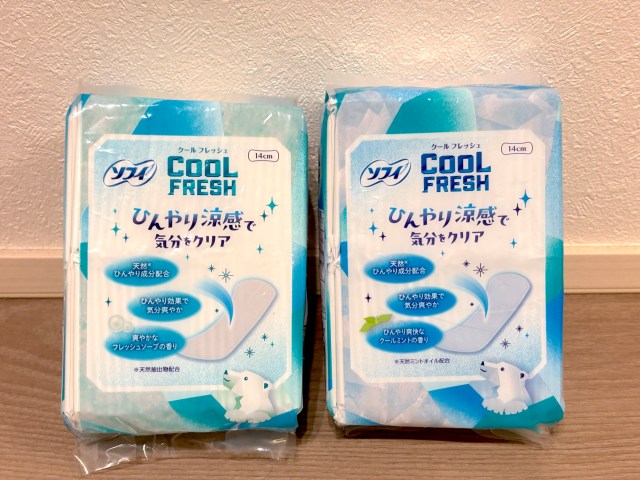 クール フレッシュ
ソフィ
COOL
FRESH
14cm
ひんやり涼感で
気分をクリア
天然※
ひんやり成分配合
ひんやり効果で
気分爽やか
爽やかな
フレッシュソープの香り
※天然抽出物配合
クール フレッシュ
ソフィ
COOL
FRESH
14cm
ひんやり涼感で
気分をクリア
天然※
ひんやり成分配合
ひんやり効果で
気分爽やか
ひんやり爽快な
クールミントの香り
※天然ミントオイル配合